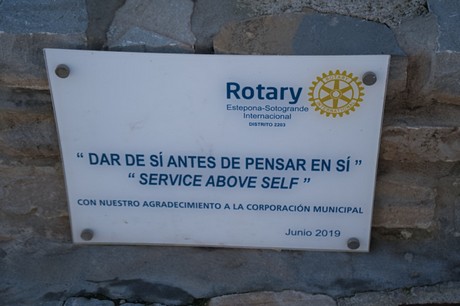 Rotary
Estepona-Sotogrande
Internacional
DISTRITO 2203
“ DAR DE SÍ ANTES DE PENSAR EN SÍ ”
“ SERVICE ABOVE SELF ”
CON NUESTRO AGRADECIMIENTO A LA CORPORACIÓN MUNICIPAL
Junio 2019